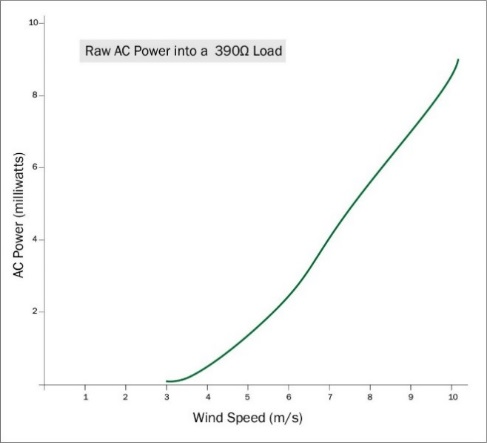 10
Raw AC Power into a 390Ω Load
8
6
4
2
AC Power (milliwatts)
1 2 3 4 5 6 7 8 9 10
Wind Speed (m/s)